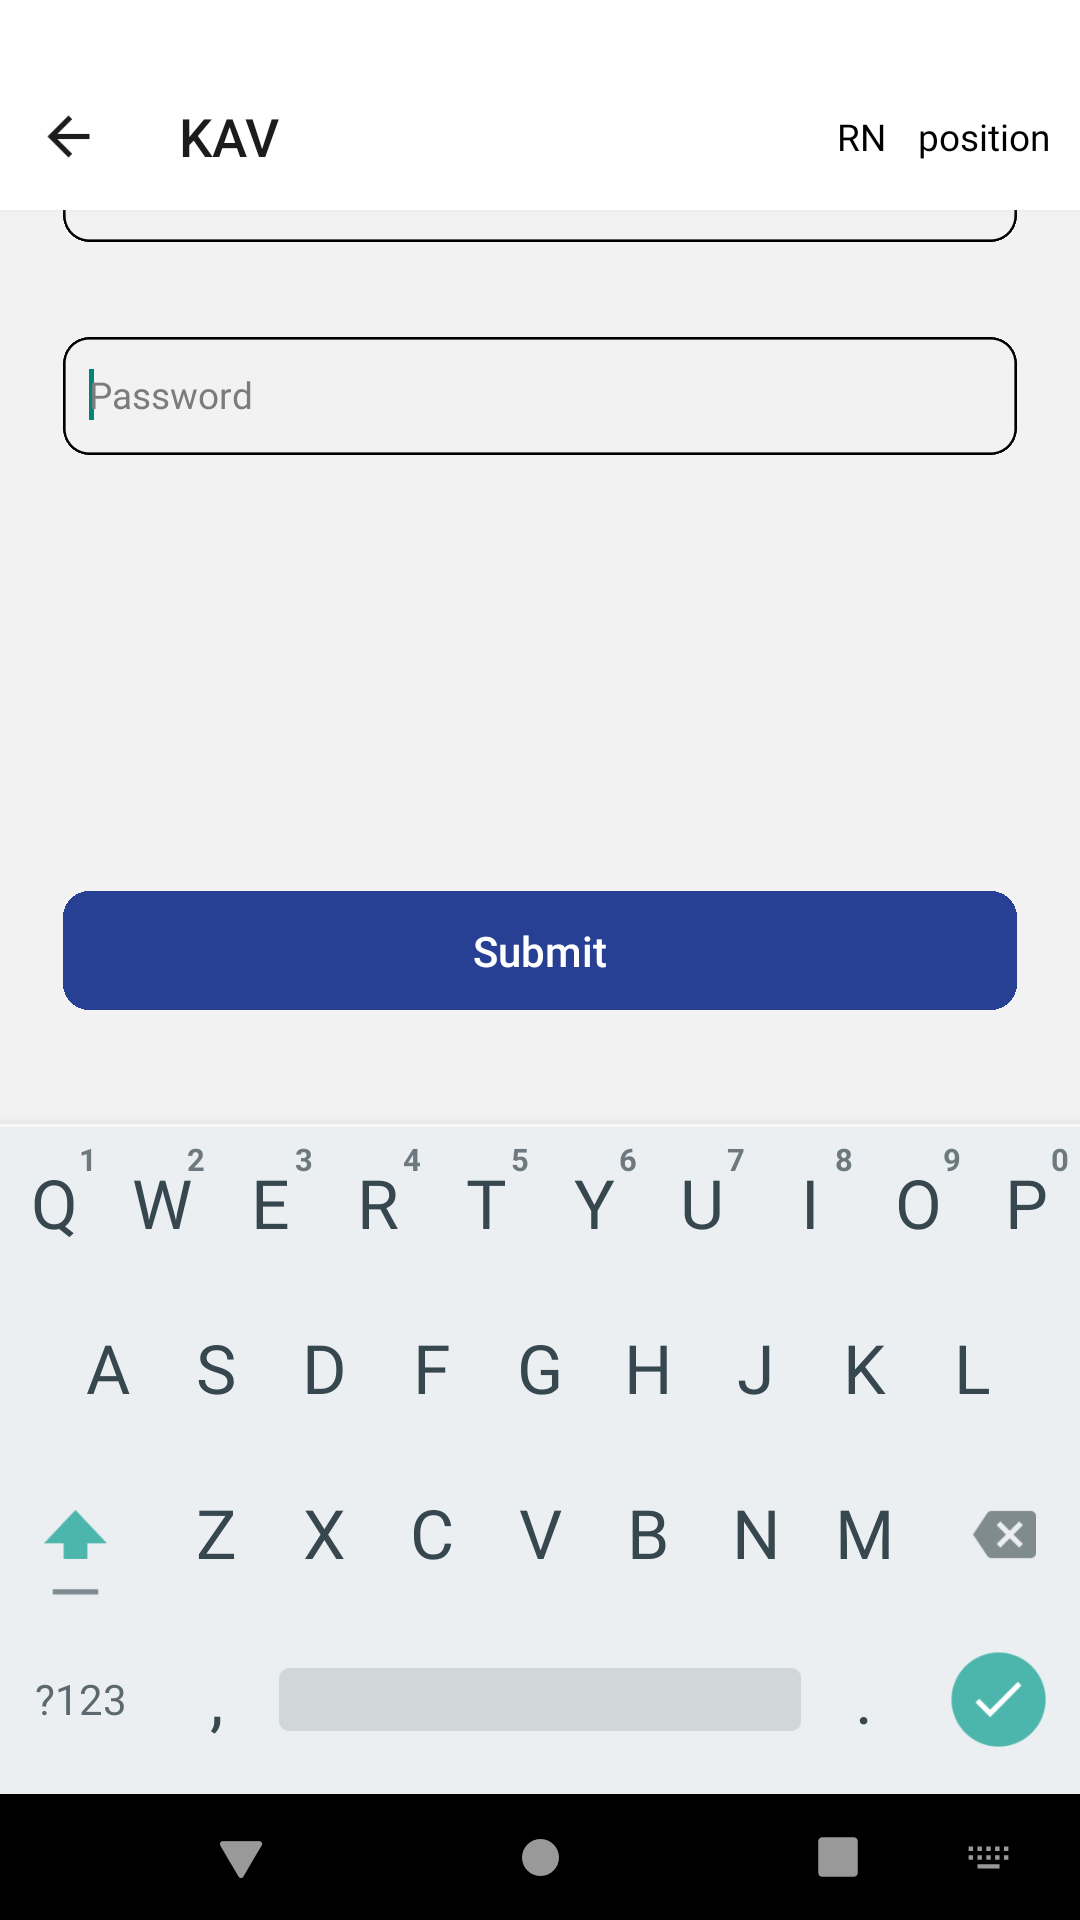 KAV RN position
Password
Submit
1 2 3 4 5 6 7 8 9 0
Q W E R T Y U I O P
A S D F G H J K L
Z X C V B N M
?123 , .